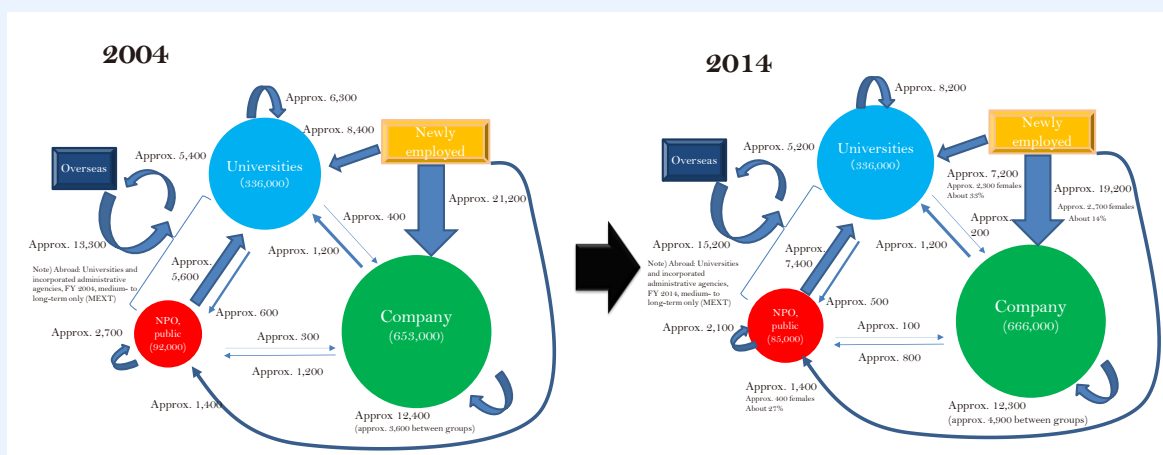 2004
Approx. 6,300
Approx. 8,400
Newly
employed
Approx. 5,400
Overseas
Universities
(336,000)
Approx. 21,200
Approx. 400
Approx. 13,300
Approx. 1,200
Note) Abroad: Universities and
incorporated administrative
agencies, FY 2004, medium- to
long-term only (MEXT)
Approx.
5,600
Approx. 600
NPO,
public
(92,000)
Approx. 2,700
Approx. 300
Approx. 1,200
Company
(653,000)
Approx. 1,400
Approx. 12,400
(approx. 3,600 between groups)
2014
Approx. 8,200
Newly
employed
Approx. 5,200
Overseas
Universities
(336,000)
Approx. 7,200
Approx. 2,300 females
About 33%
Approx. 19,200
Approx. 2,700 females
About 14%
Approx.
200
Approx. 15,200
Approx. 1,200
Note) Abroad: Universities
and incorporated
administrative agencies,
FY 2014, medium- to
long-term only (MEXT)
Approx.
7,400
Approx. 500
NPO,
public
(85,000)
Approx. 2,100
Approx. 100
Approx. 800
Company
(666,000)
Approx. 1,400
Approx. 400 females
About 27%
Approx. 12,300
(approx. 4,900 between groups)